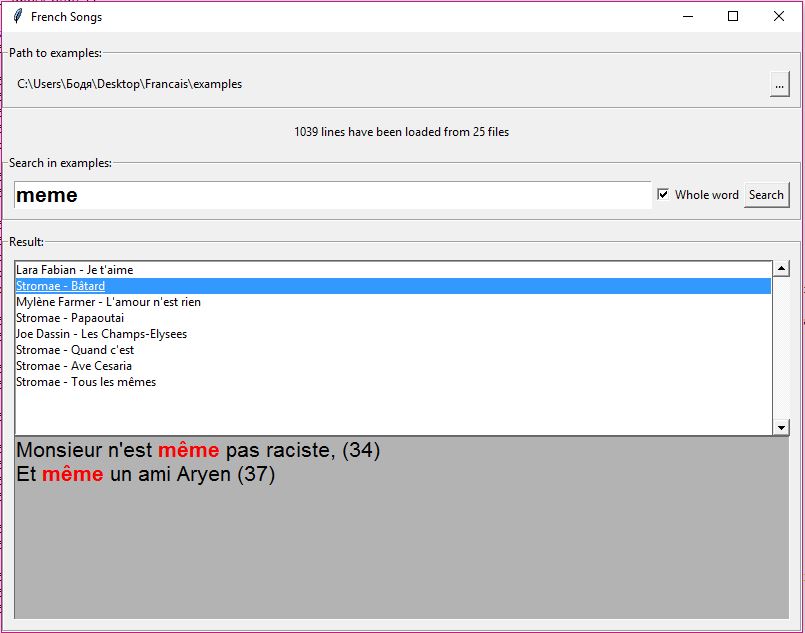 French Songs
Path to examples:
C:\Users\Бодя\Desktop\Francais\examples
...
1039 lines have been loaded from 25 files
Search in examples:
meme
Whole word
Search
Result:
Lara Fabian - Je t'aime
Stromae - Bâtard
Mylène Farmer - L'amour n'est rien
Stromae - Papaoutai
Joe Dassin - Les Champs-Elysees
Stromae - Quand c'est
Stromae - Ave Cesaria
Stromae - Tous les mêmes
Monsieur n'est même pas raciste, (34)
Et même un ami Aryen (37)